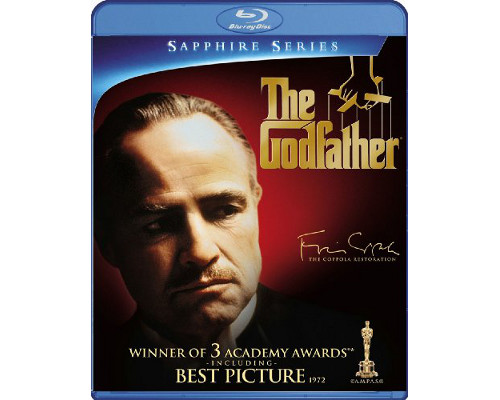 Blu-ray Disc
SAPPHIRE SERIES
The
Godfather
THE COPPOLA RESTORATION
WINNER OF 3 ACADEMY AWARDS®*
- INCLUDING -
BEST PICTURE 1972
©A.M.P.A.S.®